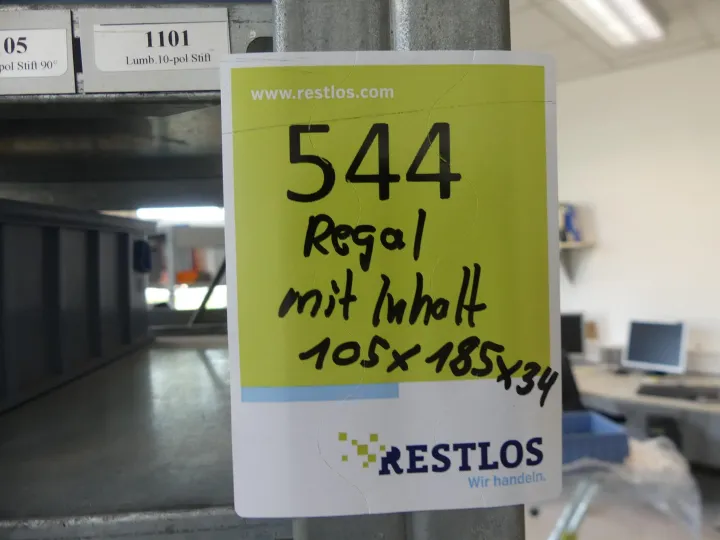 05
pol Stift 90°
1101
Lumb.10-pol Stift
www.restlos.com
544
Regal
mit Inhalt
105x185x34
RESTLOS
Wir handeln.